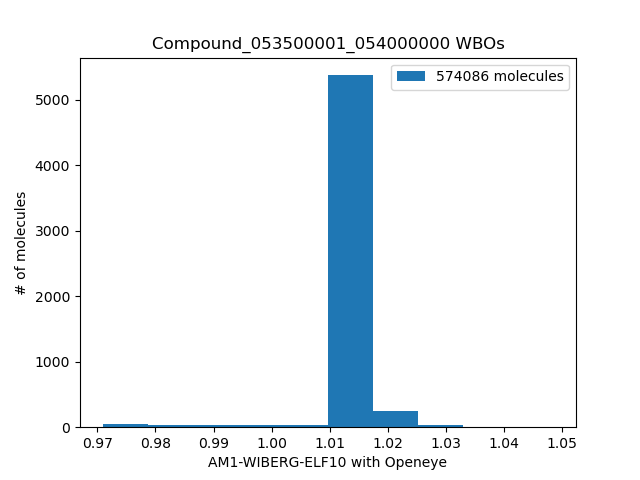 Compound_053500001_054000000 WBOs
574086 molecules
# of molecules
5000
4000
3000
2000
1000
0
0.97 0.98 0.99 1.00 1.01 1.02 1.03 1.04 1.05
AM1-WIBERG-ELF10 with Openeye